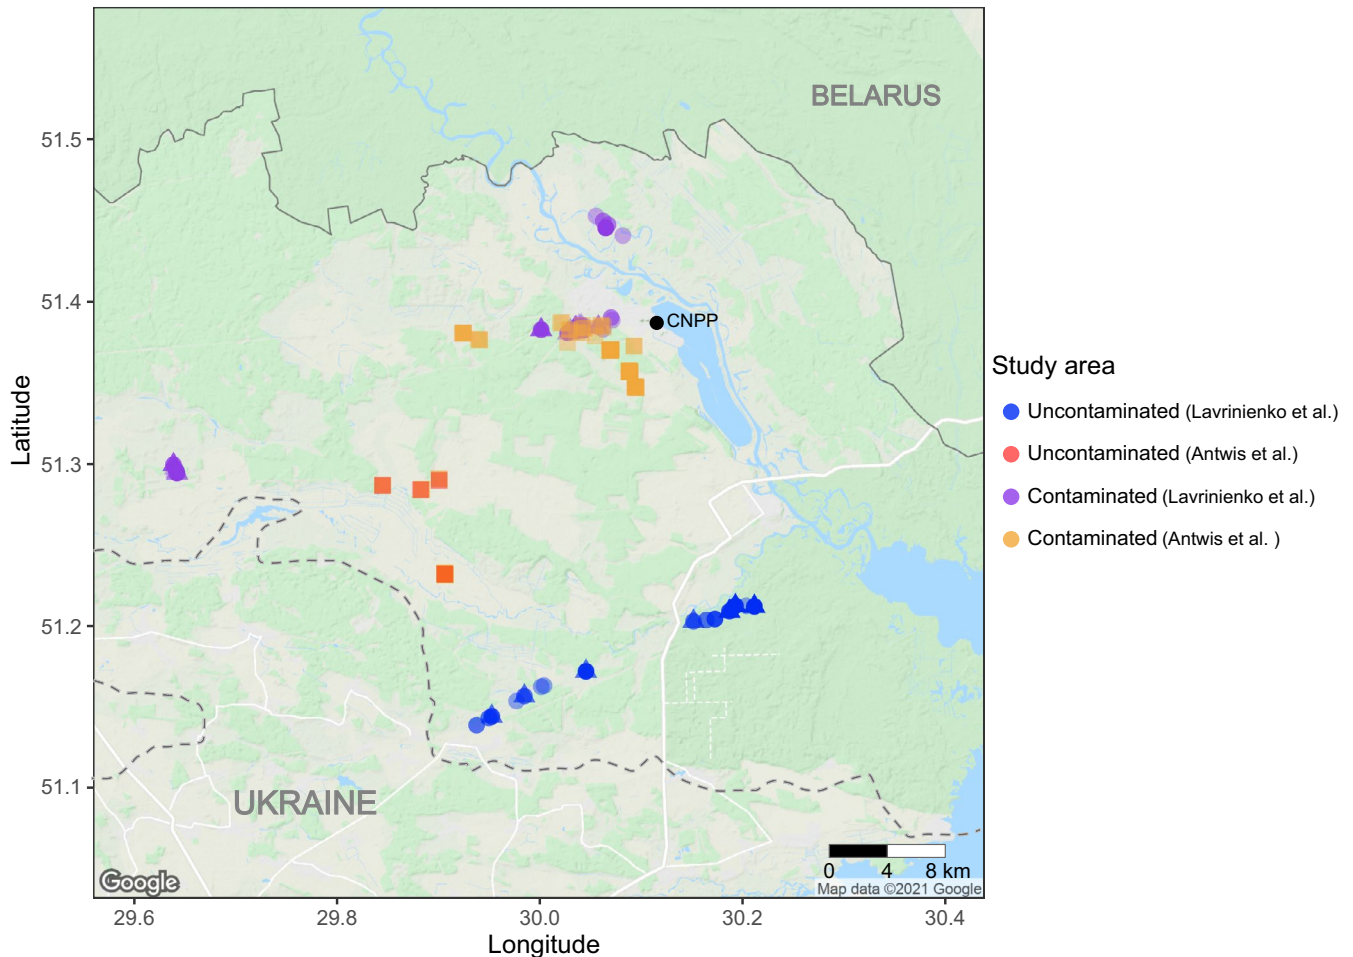 BELARUS
51.5
51.4
CNPP
51.3
51.2
51.1
Latitude
UKRAINE
0 4 8 km
Google
Map data ©2021 Google
29.6 29.8 30.0 30.2 30.4
Longitude
Study area
Uncontaminated (Lavrinienko et al.)
Uncontaminated (Antwis et al.)
Contaminated (Lavrinienko et al.)
Contaminated (Antwis et al. )